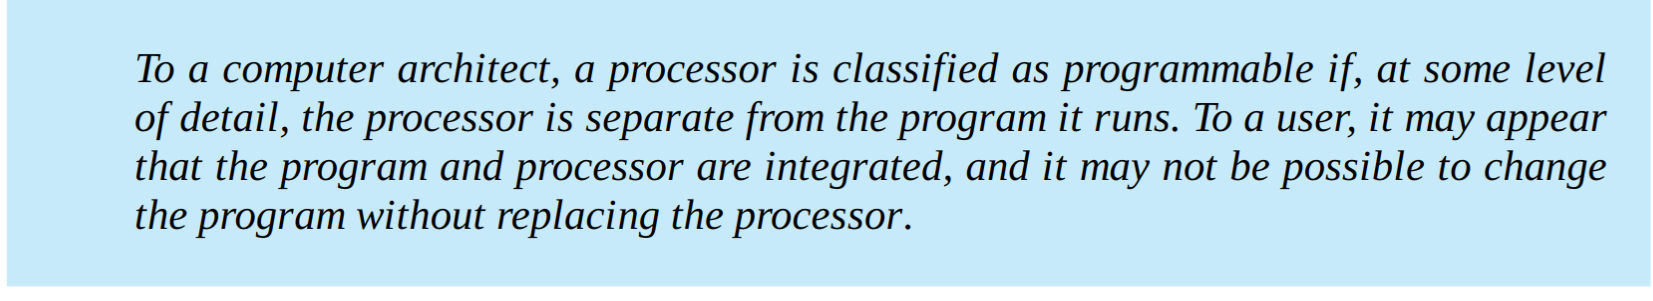 To a computer architect, a processor is classified as programmable if, at some level
of detail, the processor is separate from the program it runs. To a user, it may appear
that the program and processor are integrated, and it may not be possible to change
the program without replacing the processor.